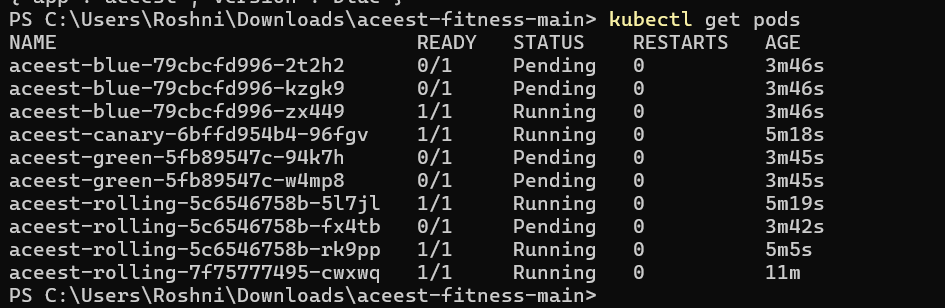 PS C:\Users\Roshni\Downloads\aceest-fitness-main> kubectl get pods
NAME READY STATUS RESTARTS AGE
aceest-blue-79cbcfd996-2t2h2 0/1 Pending 0 3m46s
aceest-blue-79cbcfd996-kzgk9 0/1 Pending 0 3m46s
aceest-blue-79cbcfd996-zx449 1/1 Running 0 3m46s
aceest-canary-6bffd954b4-96fgv 1/1 Running 0 5m18s
aceest-green-5fb89547c-94k7h 0/1 Pending 0 3m45s
aceest-green-5fb89547c-w4mp8 0/1 Pending 0 3m45s
aceest-rolling-5c6546758b-5l7jl 1/1 Running 0 5m19s
aceest-rolling-5c6546758b-fx4tb 0/1 Pending 0 3m42s
aceest-rolling-5c6546758b-rk9pp 1/1 Running 0 5m5s
aceest-rolling-7f75777495-cwxwq 1/1 Running 0 11m
PS C:\Users\Roshni\Downloads\aceest-fitness-main>